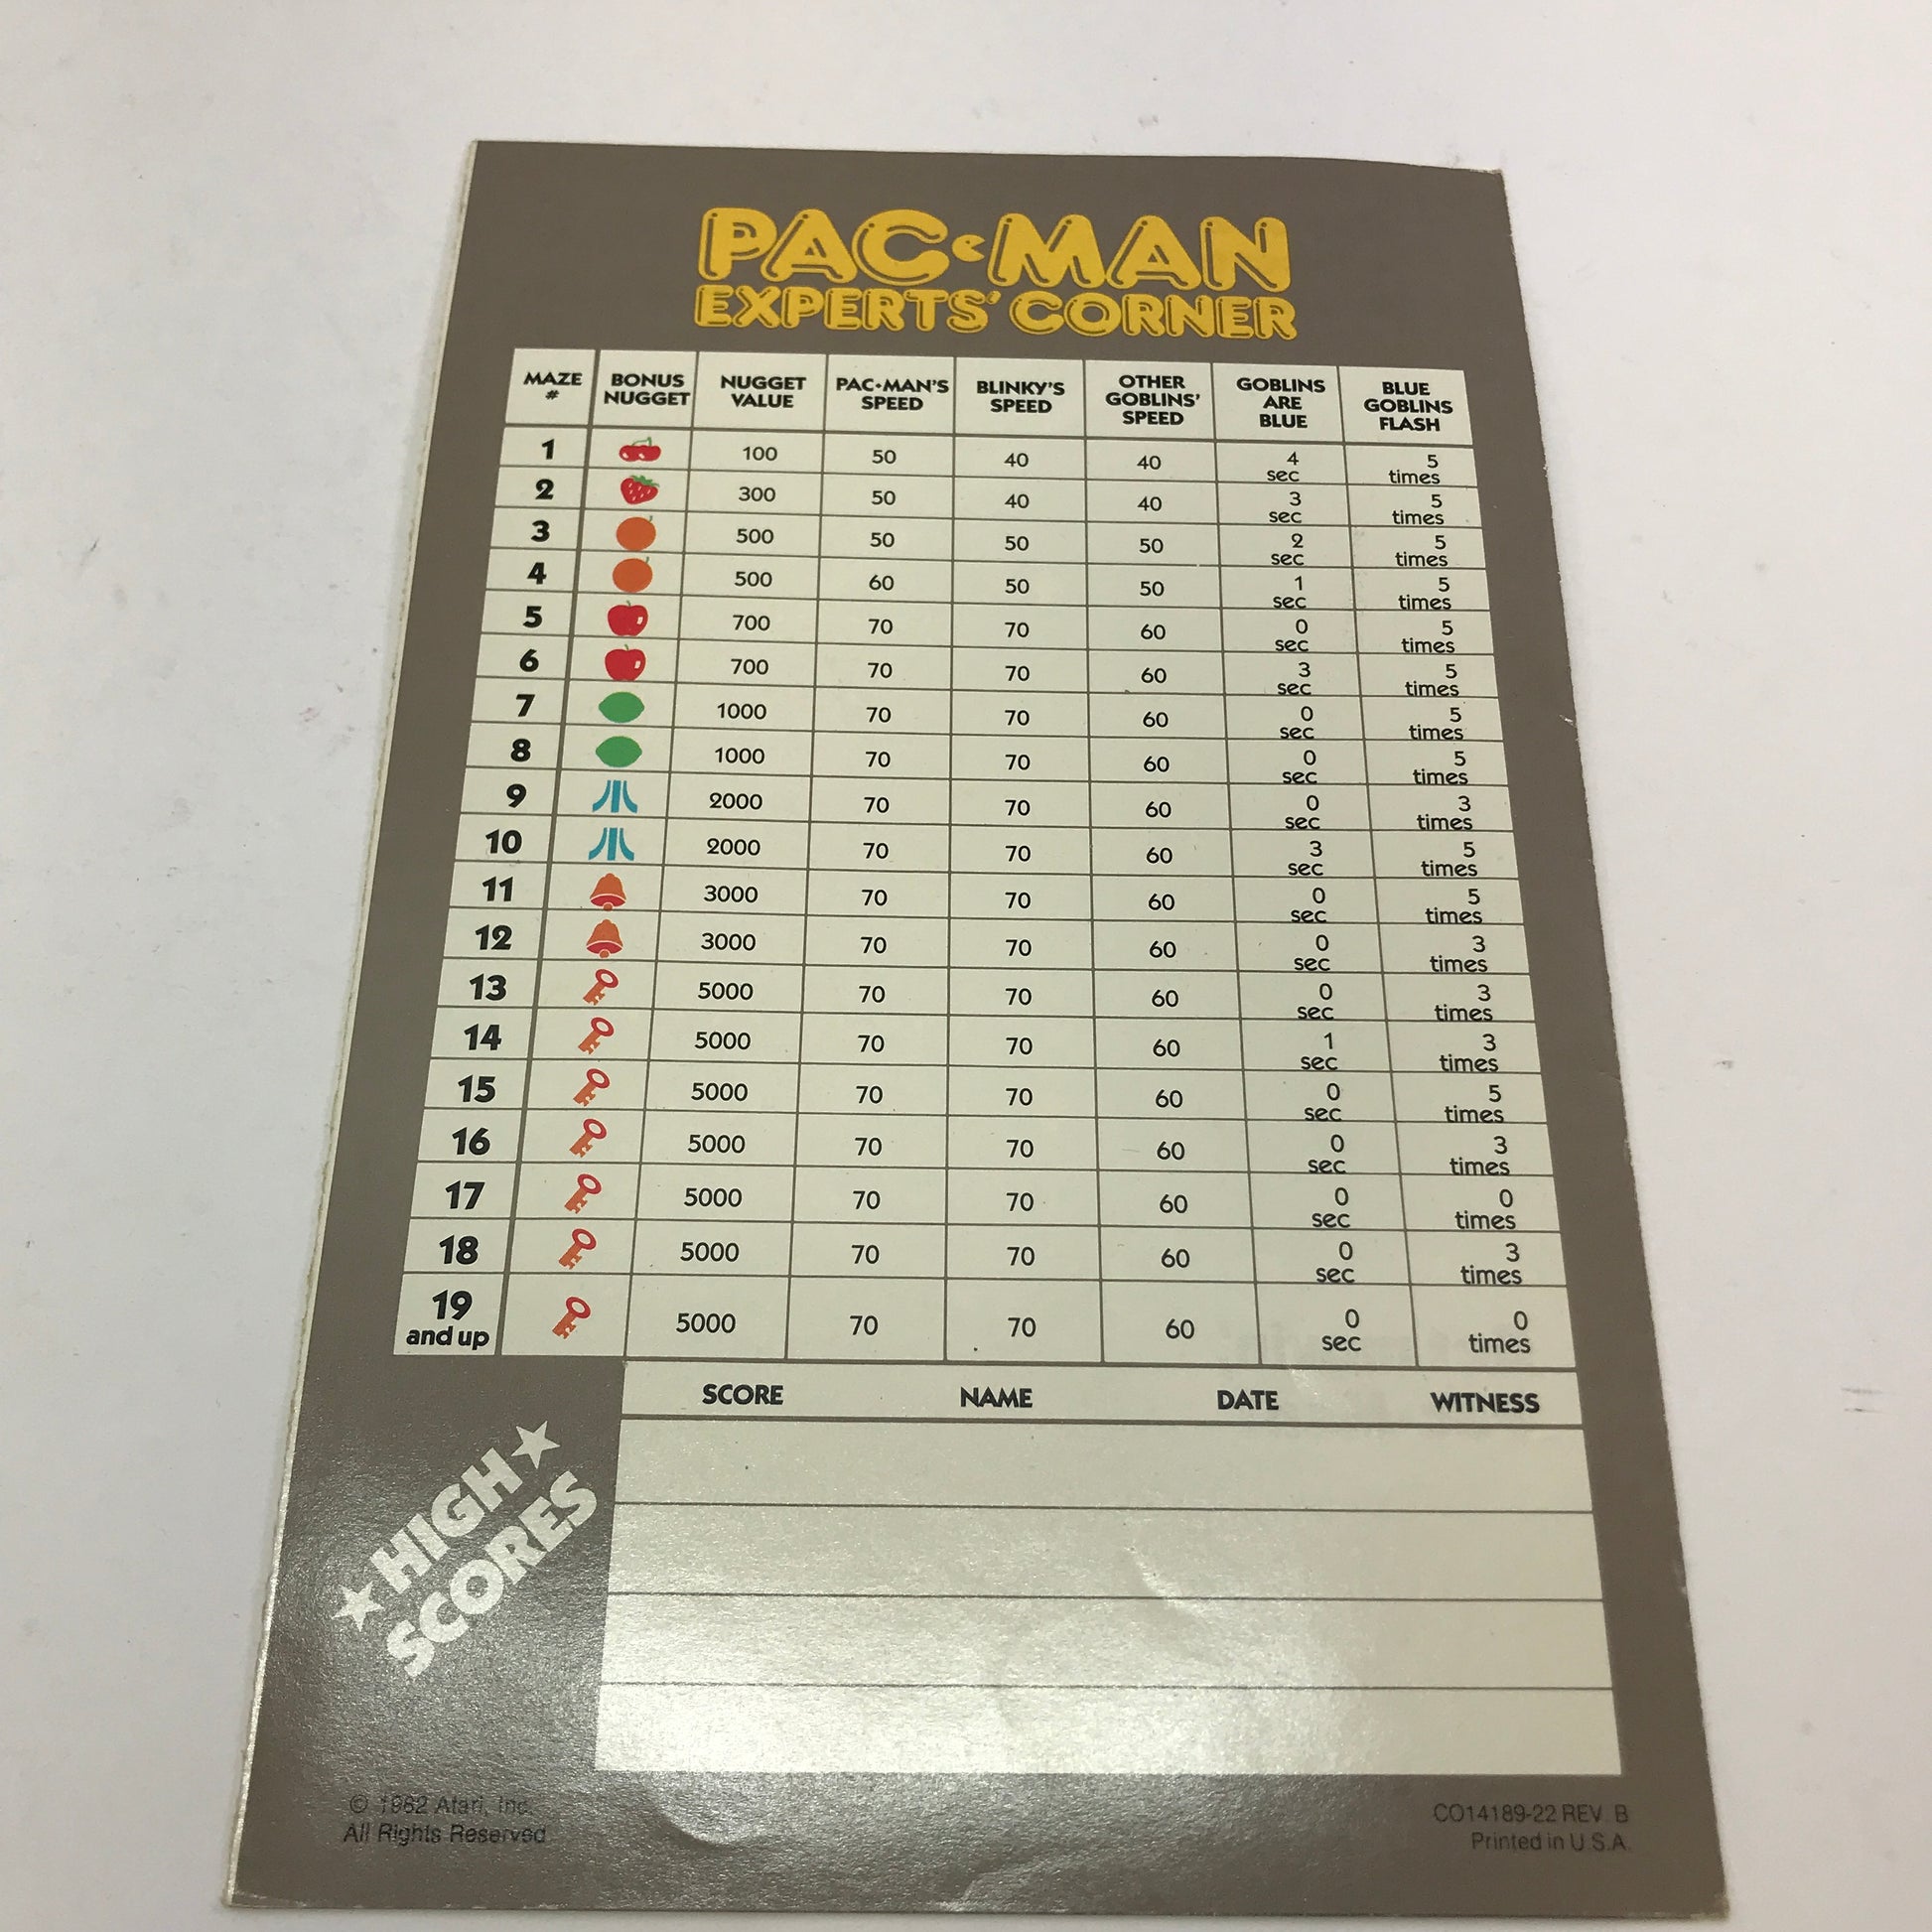 PAC-MAN
EXPERTS' CORNER
MAZE # BONUS NUGGET NUGGET VALUE PAC-MAN'S SPEED BLINKY'S SPEED OTHER GOBLINS' SPEED GOBLINS ARE BLUE BLUE GOBLINS FLASH
1 100 50 40 40 4 sec 5 times
2 300 50 40 40 3 sec 5 times
3 500 50 50 50 2 sec 5 times
4 500 60 50 50 1 sec 5 times
5 700 70 70 60 0 sec 5 times
6 700 70 70 60 3 sec 5 times
7 1000 70 70 60 0 sec 5 times
8 1000 70 70 60 0 sec 5 times
9 2000 70 70 60 0 sec 3 times
10 2000 70 70 60 3 sec 5 times
11 3000 70 70 60 0 sec 5 times
12 3000 70 70 60 0 sec 3 times
13 5000 70 70 60 0 sec 3 times
14 5000 70 70 60 1 sec 3 times
15 5000 70 70 60 0 sec 5 times
16 5000 70 70 60 0 sec 3 times
17 5000 70 70 60 0 sec 0 times
18 5000 70 70 60 0 sec 3 times
19 and up 5000 70 70 60 0 sec 0 times
SCORE NAME DATE WITNESS
HIGH
SCORES
© 1982 Atari, Inc.
All Rights Reserved
CO14189-22 REV B
Printed in U.S.A.